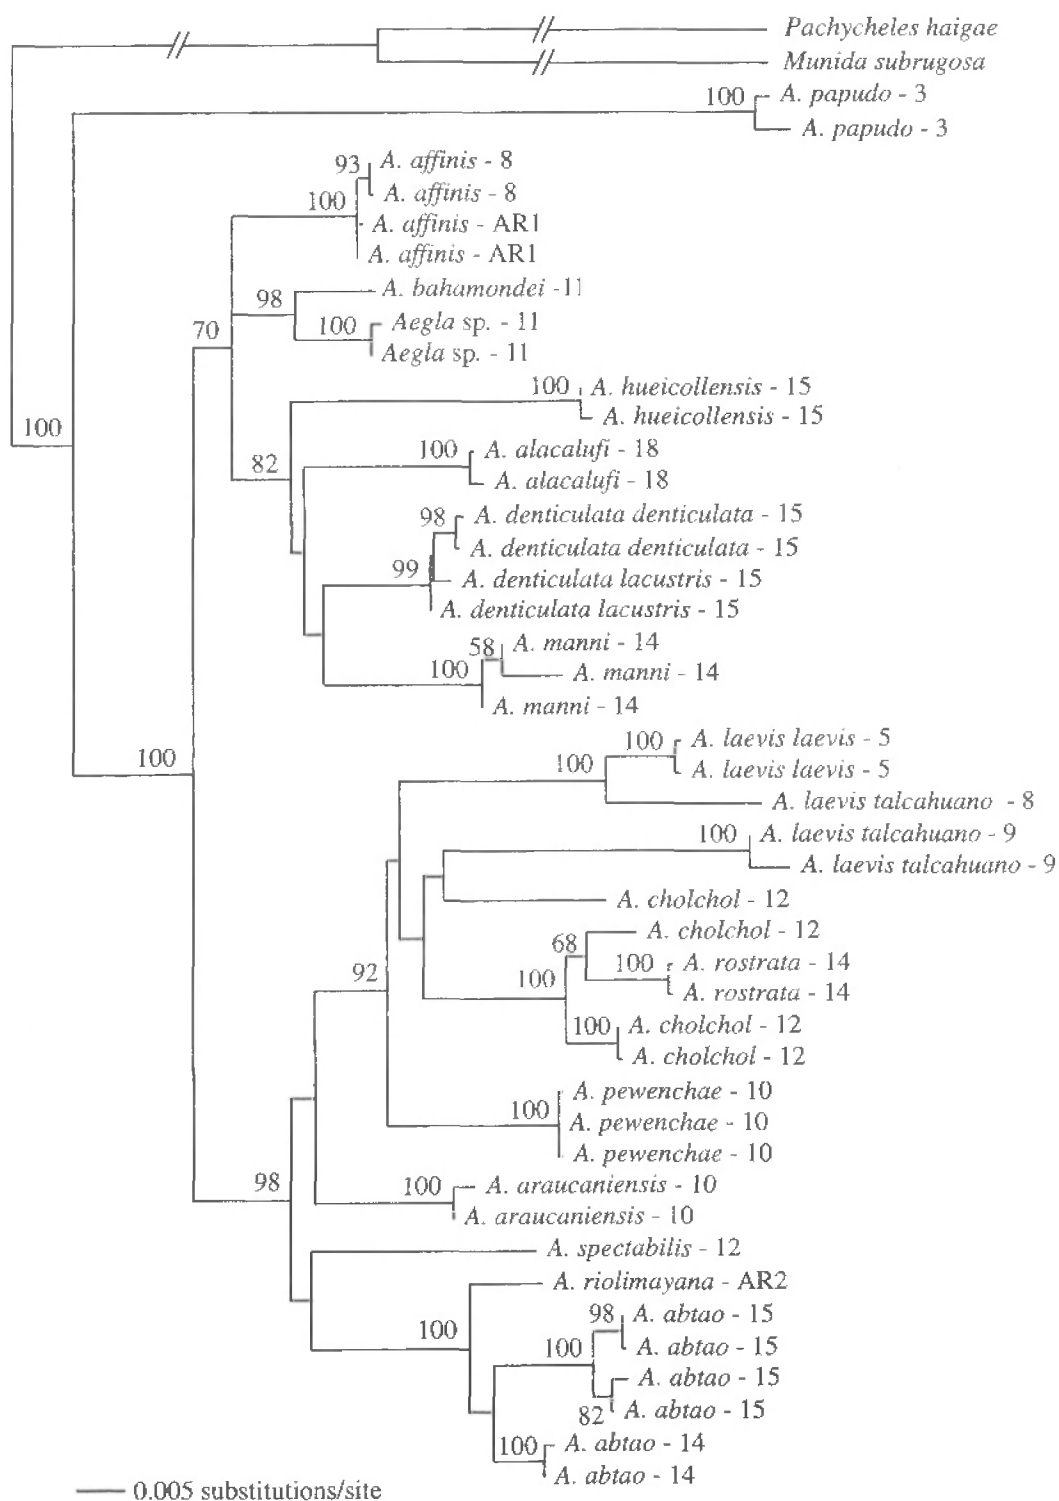 Pachycheles haigae
Munida subrugosa
100 A. papudo - 3
A. papudo - 3
93 A. affinis - 8
A. affinis - 8
100 A. affinis - AR1
A. affinis - AR1
A. bahamondei -11
98
100 Aegla sp. - 11
Aegla sp. - 11
70
100 A. hueicollensis - 15
A. hueicollensis - 15
100
100 A. alacalufi - 18
82
A. alacalufi - 18
98 A. denticulata denticulata - 15
A. denticulata denticulata - 15
99 A. denticulata lacustris - 15
A. denticulata lacustris - 15
58 A. manni - 14
100 A. manni - 14
A. manni - 14
100 A. laevis laevis - 5
100
100 A. laevis laevis - 5
A. laevis talcahuano - 8
100 A. laevis talcahuano - 9
A. laevis talcahuano - 9
A. cholchol - 12
A. cholchol - 12
68
100 A. rostrata - 14
92
100 A. rostrata - 14
100 A. cholchol - 12
A. cholchol - 12
A. pewenchae - 10
100 A. pewenchae - 10
A. pewenchae - 10
98
100 A. araucaniensis - 10
A. araucaniensis - 10
A. spectabilis - 12
A. riolimayana - AR2
98 A. abtao - 15
100
100 A. abtao - 15
A. abtao - 15
82 A. abtao - 15
100 A. abtao - 14
A. abtao - 14
0.005 substitutions/site